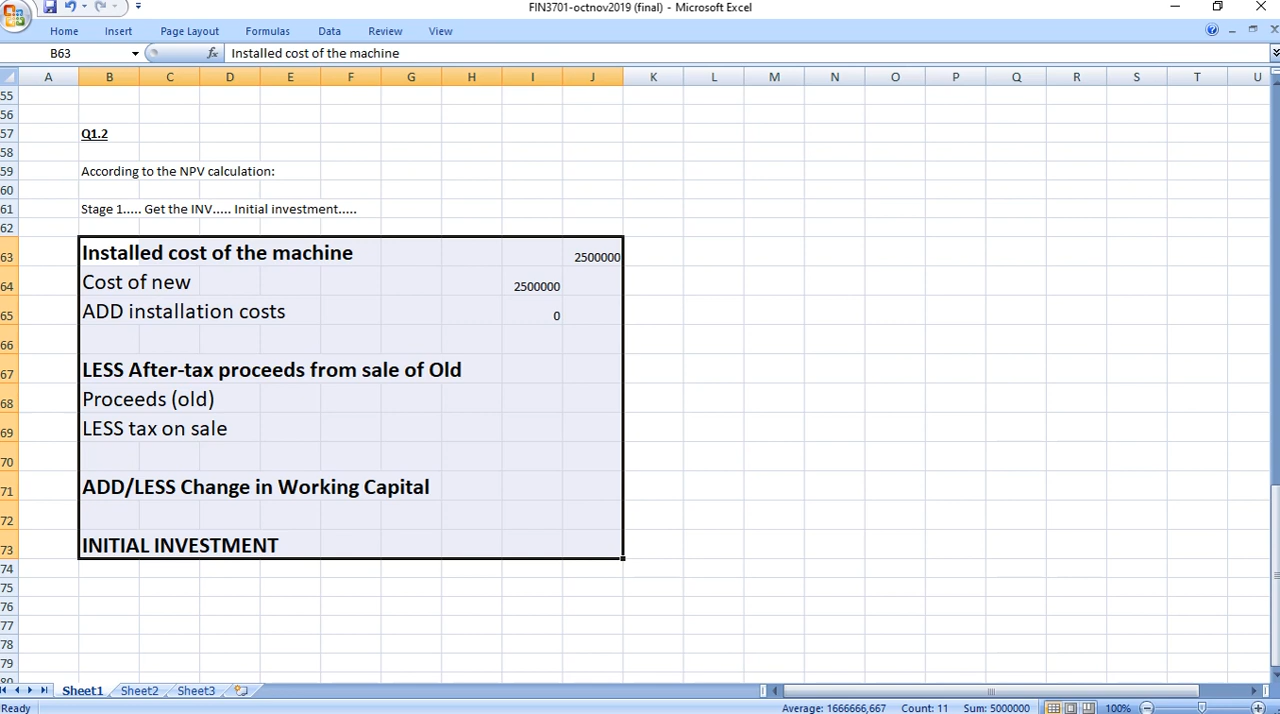 FIN3701-octnov2019 (final) - Microsoft Excel
Home Insert Page Layout Formulas Data Review View
B63 fx Installed cost of the machine
A B C D E F G H I J K L M N O P Q R S T U
55
56
57 Q1.2
58
59 According to the NPV calculation:
60
61 Stage 1..... Get the INV..... Initial investment.....
62
63 Installed cost of the machine 2500000
64 Cost of new 2500000
65 ADD installation costs 0
66
67 LESS After-tax proceeds from sale of Old
68 Proceeds (old)
69 LESS tax on sale
70
71 ADD/LESS Change in Working Capital
72
73 INITIAL INVESTMENT
74
75
76
77
78
79
80
Sheet1 Sheet2 Sheet3
Ready Average: 1666666,667 Count: 11 Sum: 5000000 100%